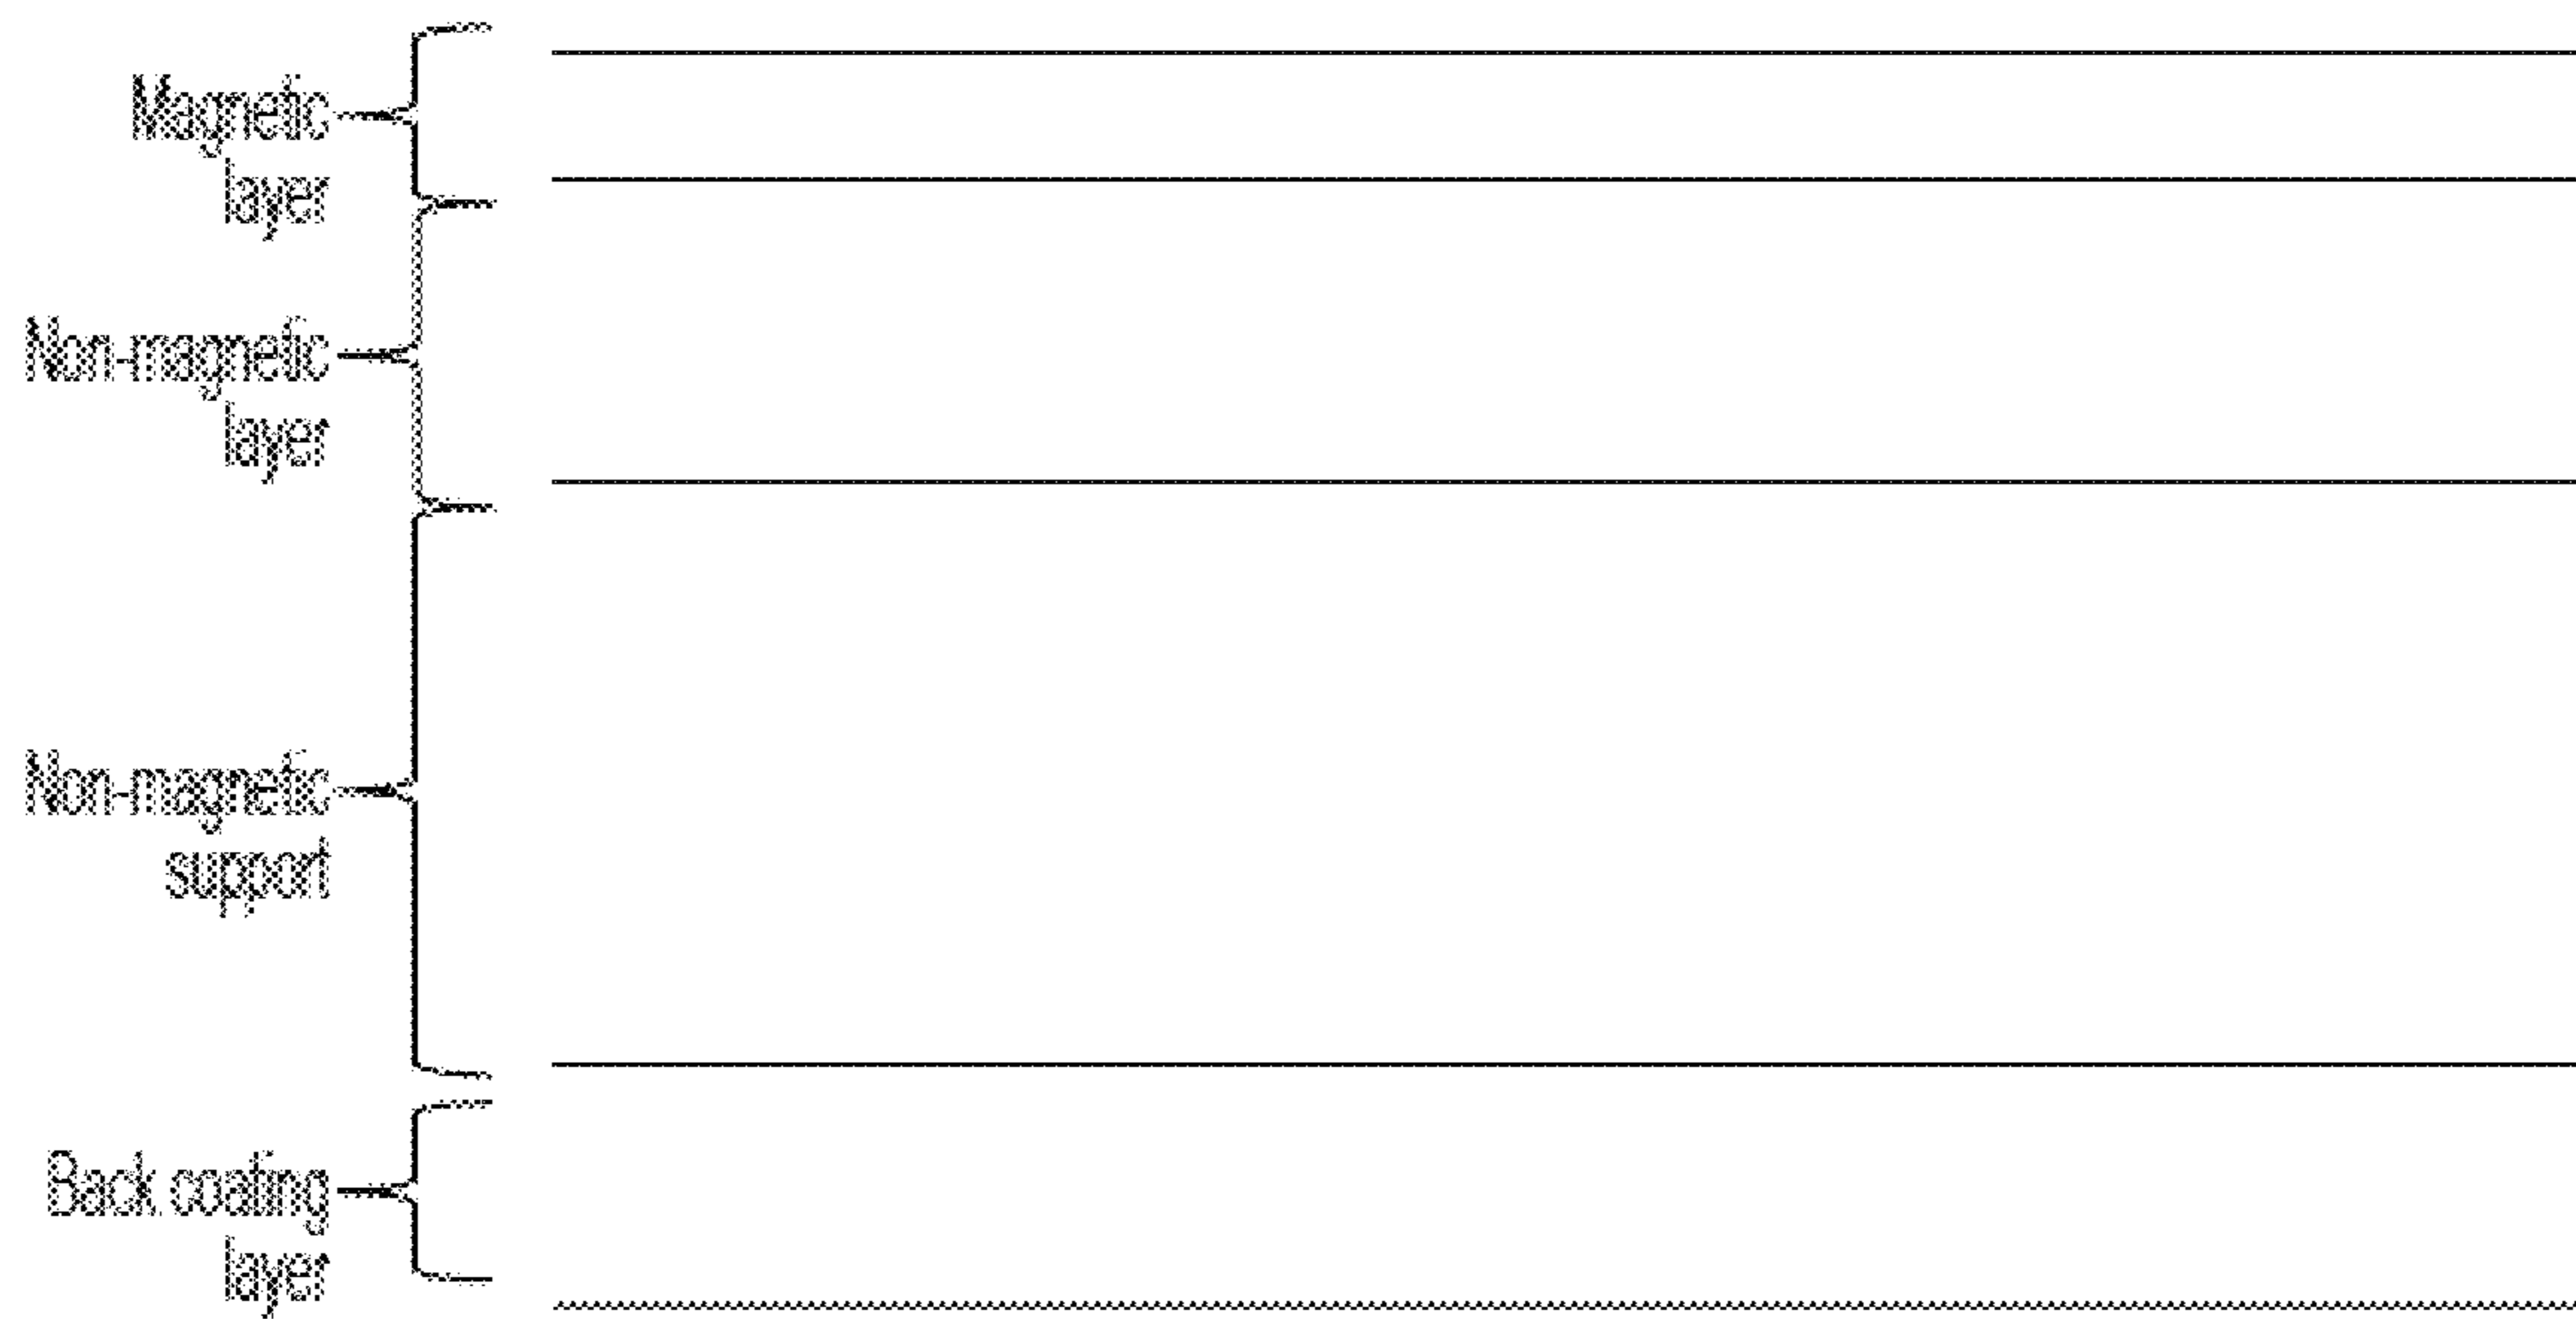 Magnetic
layer
Non-magnetic
layer
Non-magnetic
support
Back coating
layer